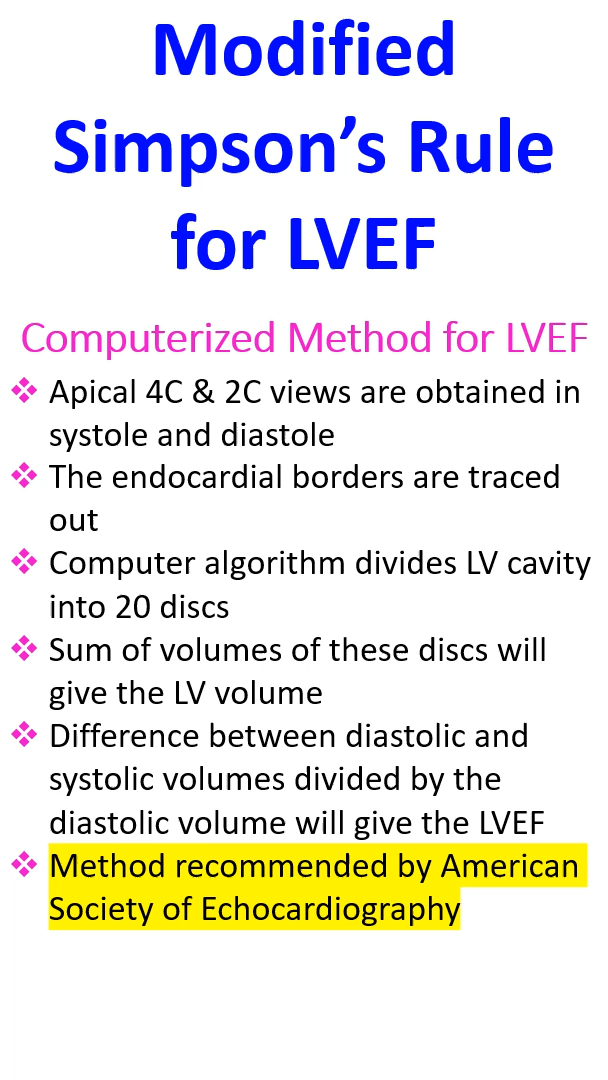 Modified
Simpson’s Rule
for LVEF
Computerized Method for LVEF
❖ Apical 4C & 2C views are obtained in
systole and diastole
❖ The endocardial borders are traced
out
❖ Computer algorithm divides LV cavity
into 20 discs
❖ Sum of volumes of these discs will
give the LV volume
❖ Difference between diastolic and
systolic volumes divided by the
diastolic volume will give the LVEF
❖ Method recommended by American
Society of Echocardiography